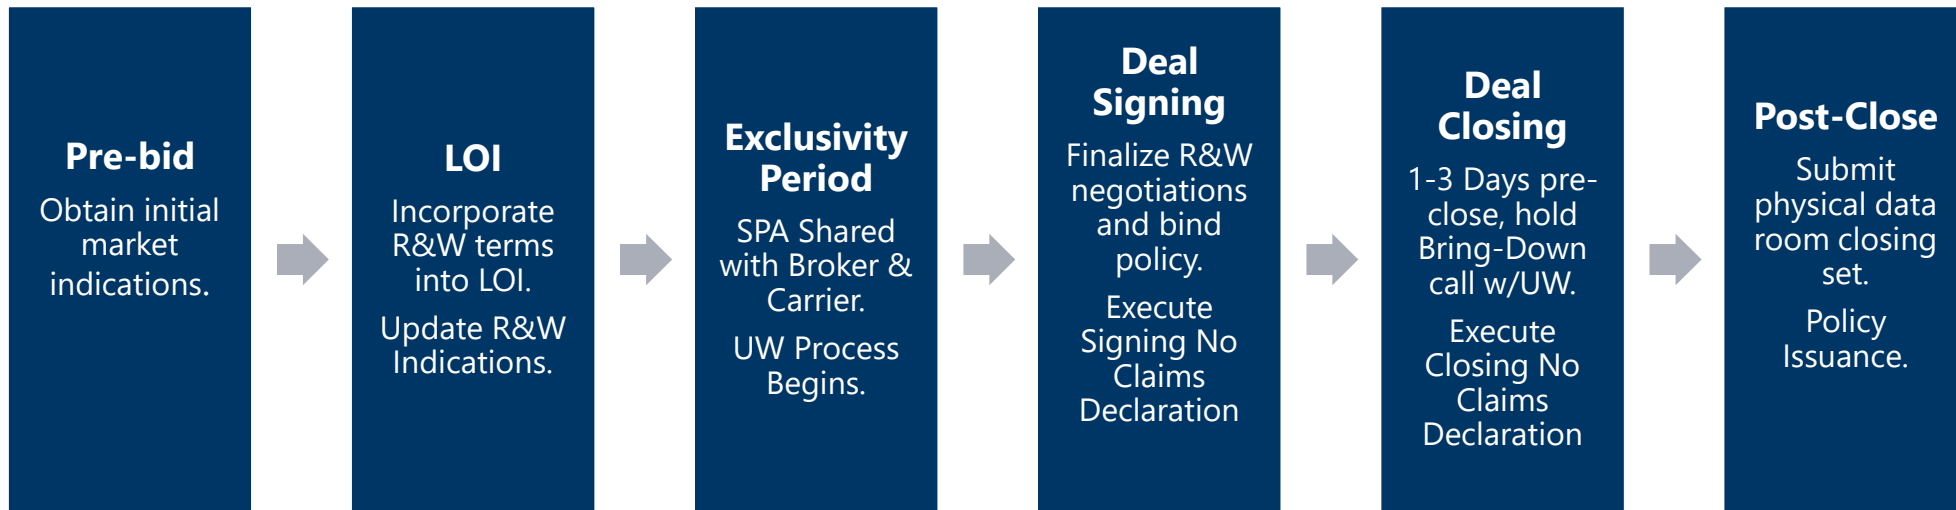 Pre-bid
Obtain initial
market
indications.
LOI
Incorporate
R&W terms
into LOI.
Update R&W
Indications.
Exclusivity
Period
SPA Shared
with Broker &
Carrier.
UW Process
Begins.
Deal
Signing
Finalize R&W
negotiations
and bind
policy.
Execute
Signing No
Claims
Declaration
Deal
Closing
1-3 Days pre-
close, hold
Bring-Down
call w/UW.
Execute
Closing No
Claims
Declaration
Post-Close
Submit
physical data
room closing
set.
Policy
Issuance.